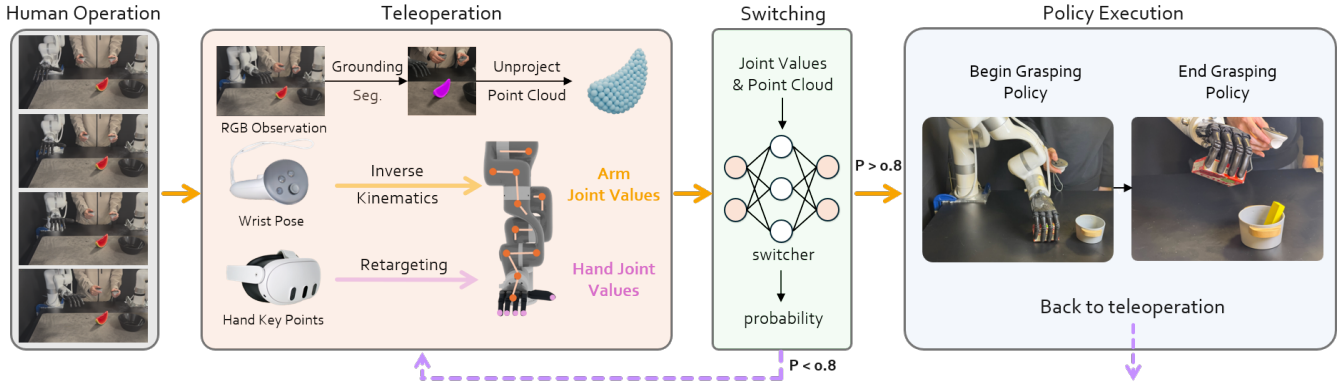 Human Operation
Teleoperation
Switching
Policy Execution
Grounding
Seg.
Unproject
Point Cloud
RGB Observation
Wrist Pose
Inverse
Kinematics
Arm
Joint Values
Hand Key Points
Retargeting
Hand Joint
Values
Joint Values
& Point Cloud
switcher
probability
P > 0.8
P < 0.8
Begin Grasping
Policy
End Grasping
Policy
Back to teleoperation